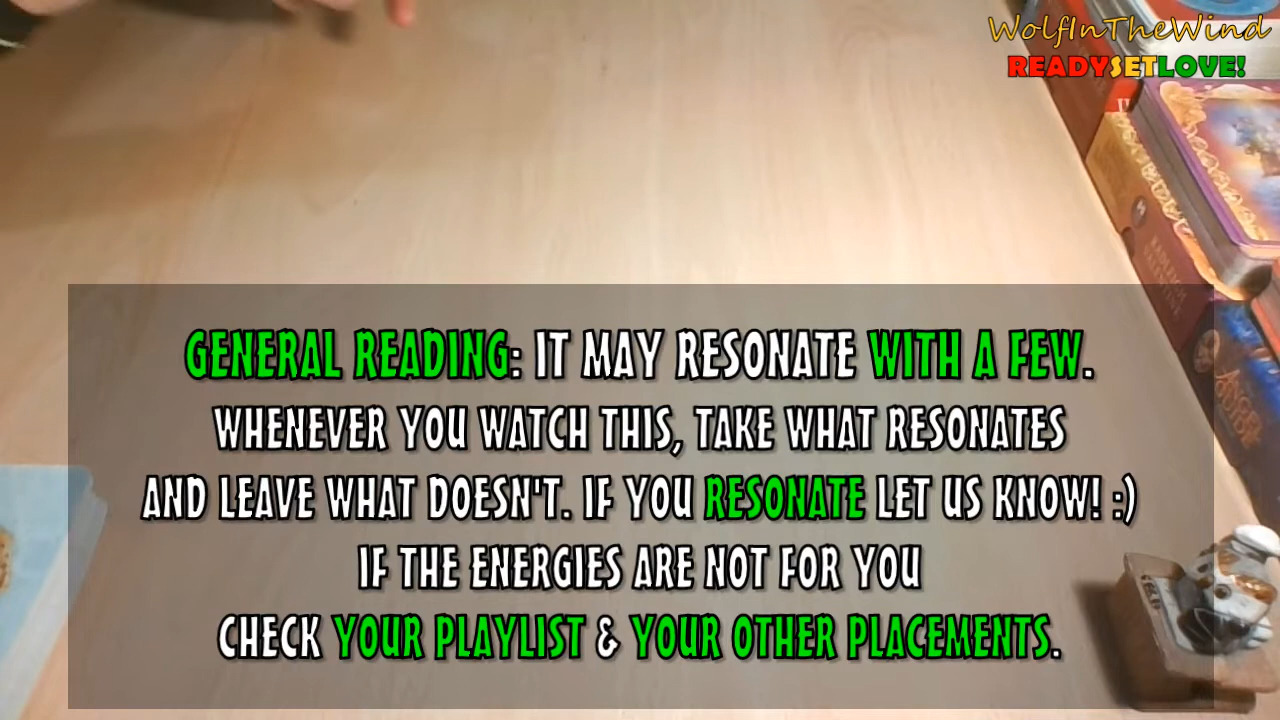 WolfInTheWind
READYSETLOVE!
GENERAL READING: IT MAY RESONATE WITH A FEW.
WHENEVER YOU WATCH THIS, TAKE WHAT RESONATES
AND LEAVE WHAT DOESN'T. IF YOU RESONATE LET US KNOW! :)
IF THE ENERGIES ARE NOT FOR YOU
CHECK YOUR PLAYLIST & YOUR OTHER PLACEMENTS.